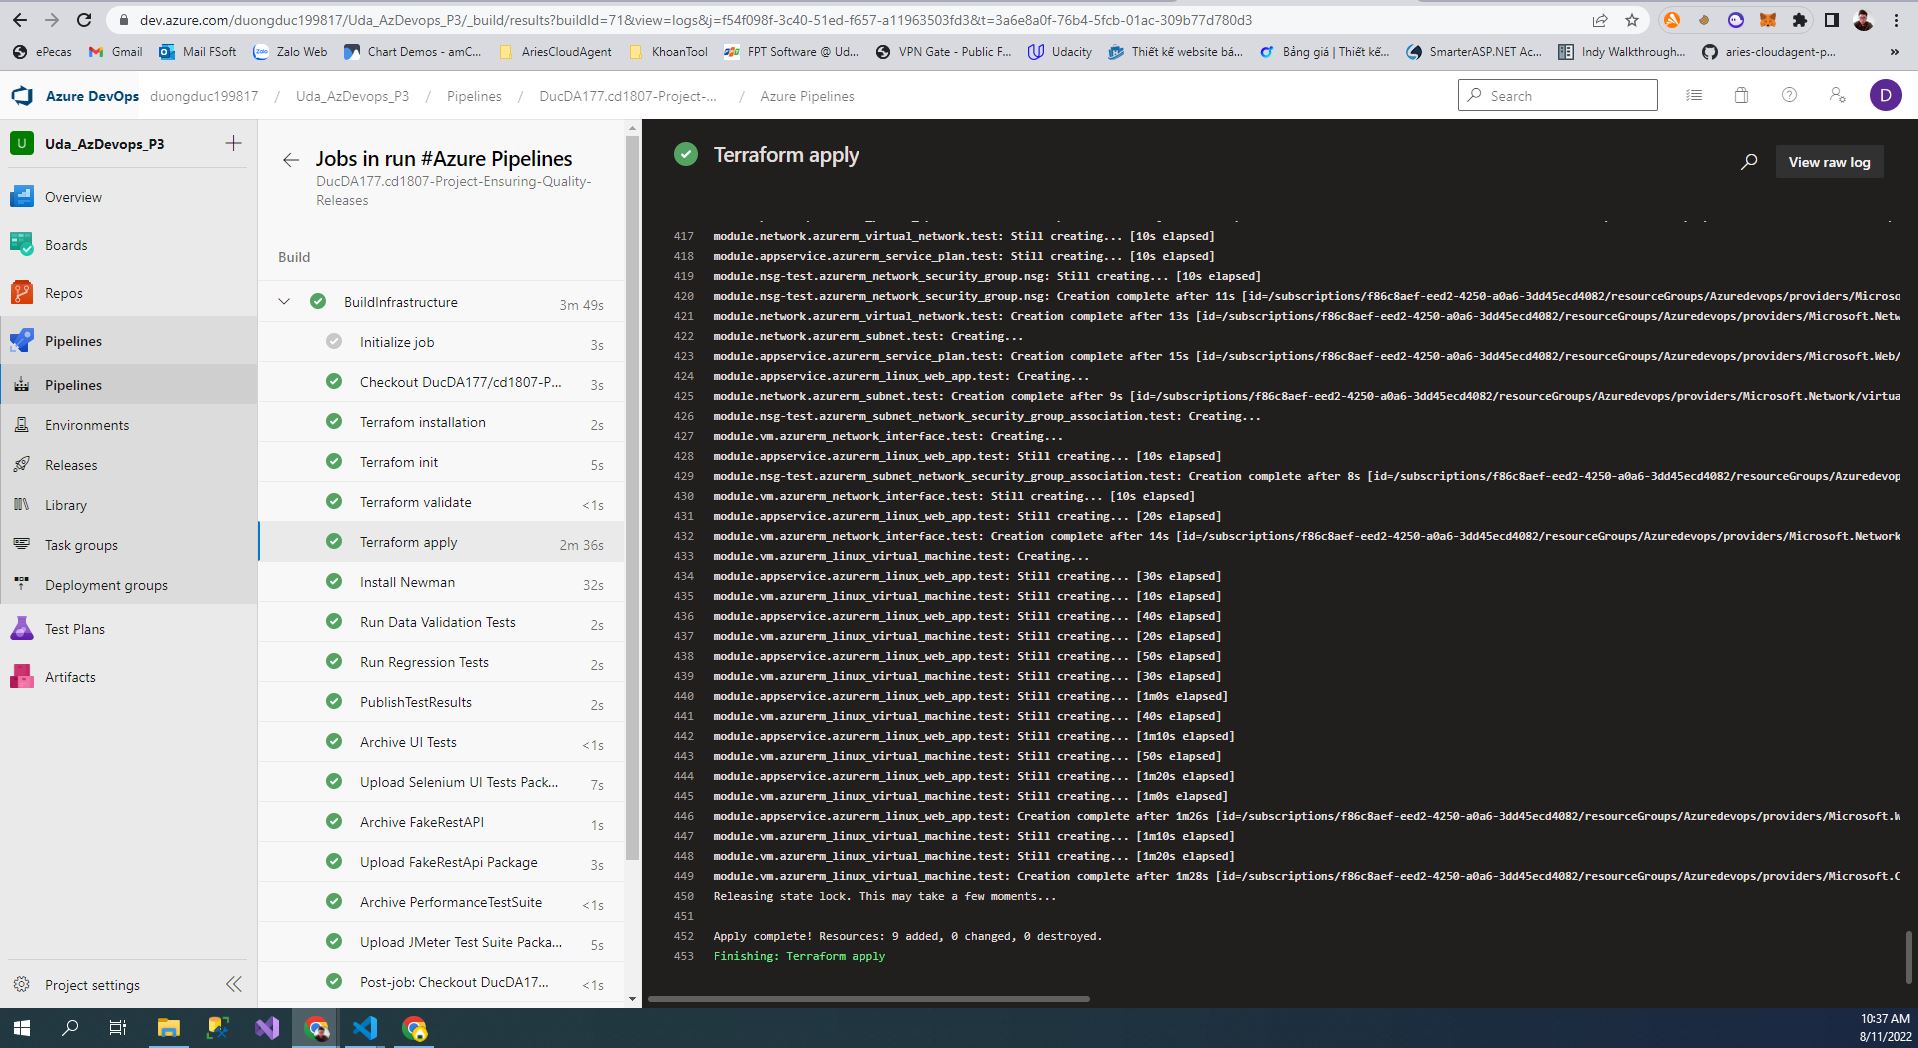 dev.azure.com/duongduc199817/Uda_AzDevops_P3/_build/results?buildId=71&view=logs&j=f54f098f-3c40-51ed-f657-a11963503fd3&t=3a6e8a0f-76b4-5fcb-01ac-309b77d780d3
ePecas Gmail Mail FSoft Zalo Web Chart Demos - amC... AriesCloudAgent KhoanTool FPT Software @ Ud... VPN Gate - Public F... Udacity Thiết kế website bá... Bảng giá | Thiết kế... SmarterASP.NET Ac... Indy Walkthrough... aries-cloudagent-p... »
Azure DevOps duongduc199817 / Uda_AzDevops_P3 / Pipelines / DucDA177.cd1807-Project-... / Azure Pipelines Search D
U Uda_AzDevops_P3
Overview
Boards
Repos
Pipelines
Pipelines
Environments
Releases
Library
Task groups
Deployment groups
Test Plans
Artifacts
Project settings
Jobs in run #Azure Pipelines
DucDA177.cd1807-Project-Ensuring-Quality-
Releases
Build
BuildInfrastructure 3m 49s
Initialize job 3s
Checkout DucDA177/cd1807-P... 3s
Terrafom installation 2s
Terrafom init 5s
Terraform validate <1s
Terraform apply 2m 36s
Install Newman 32s
Run Data Validation Tests 2s
Run Regression Tests 2s
PublishTestResults 2s
Archive UI Tests <1s
Upload Selenium UI Tests Pack... 7s
Archive FakeRestAPI 1s
Upload FakeRestApi Package 3s
Archive PerformanceTestSuite <1s
Upload JMeter Test Suite Packa... 5s
Post-job: Checkout DucDA17... <1s
Terraform apply
View raw log
417 module.network.azurerm_virtual_network.test: Still creating... [10s elapsed]
418 module.appservice.azurerm_service_plan.test: Still creating... [10s elapsed]
419 module.nsg-test.azurerm_network_security_group.nsg: Still creating... [10s elapsed]
420 module.nsg-test.azurerm_network_security_group.nsg: Creation complete after 11s [id=/subscriptions/f86c8aef-eed2-4250-a0a6-3dd45ecd4082/resourceGroups/Azuredevops/providers/Microso
421 module.network.azurerm_virtual_network.test: Creation complete after 13s [id=/subscriptions/f86c8aef-eed2-4250-a0a6-3dd45ecd4082/resourceGroups/Azuredevops/providers/Microsoft.Netw
422 module.network.azurerm_subnet.test: Creating...
423 module.appservice.azurerm_service_plan.test: Creation complete after 15s [id=/subscriptions/f86c8aef-eed2-4250-a0a6-3dd45ecd4082/resourceGroups/Azuredevops/providers/Microsoft.Web/
424 module.appservice.azurerm_linux_web_app.test: Creating...
425 module.network.azurerm_subnet.test: Creation complete after 9s [id=/subscriptions/f86c8aef-eed2-4250-a0a6-3dd45ecd4082/resourceGroups/Azuredevops/providers/Microsoft.Network/virtua
426 module.nsg-test.azurerm_subnet_network_security_group_association.test: Creating...
427 module.vm.azurerm_network_interface.test: Creating...
428 module.appservice.azurerm_linux_web_app.test: Still creating... [10s elapsed]
429 module.nsg-test.azurerm_subnet_network_security_group_association.test: Creation complete after 8s [id=/subscriptions/f86c8aef-eed2-4250-a0a6-3dd45ecd4082/resourceGroups/Azuredevop
430 module.vm.azurerm_network_interface.test: Still creating... [10s elapsed]
431 module.appservice.azurerm_linux_web_app.test: Still creating... [20s elapsed]
432 module.vm.azurerm_network_interface.test: Creation complete after 14s [id=/subscriptions/f86c8aef-eed2-4250-a0a6-3dd45ecd4082/resourceGroups/Azuredevops/providers/Microsoft.Network
433 module.vm.azurerm_linux_virtual_machine.test: Creating...
434 module.appservice.azurerm_linux_web_app.test: Still creating... [30s elapsed]
435 module.vm.azurerm_linux_virtual_machine.test: Still creating... [10s elapsed]
436 module.appservice.azurerm_linux_web_app.test: Still creating... [40s elapsed]
437 module.vm.azurerm_linux_virtual_machine.test: Still creating... [20s elapsed]
438 module.appservice.azurerm_linux_web_app.test: Still creating... [50s elapsed]
439 module.vm.azurerm_linux_virtual_machine.test: Still creating... [30s elapsed]
440 module.appservice.azurerm_linux_web_app.test: Still creating... [1m0s elapsed]
441 module.vm.azurerm_linux_virtual_machine.test: Still creating... [40s elapsed]
442 module.appservice.azurerm_linux_web_app.test: Still creating... [1m10s elapsed]
443 module.vm.azurerm_linux_virtual_machine.test: Still creating... [50s elapsed]
444 module.appservice.azurerm_linux_web_app.test: Still creating... [1m20s elapsed]
445 module.vm.azurerm_linux_virtual_machine.test: Still creating... [1m0s elapsed]
446 module.appservice.azurerm_linux_web_app.test: Creation complete after 1m26s [id=/subscriptions/f86c8aef-eed2-4250-a0a6-3dd45ecd4082/resourceGroups/Azuredevops/providers/Microsoft.W
447 module.vm.azurerm_linux_virtual_machine.test: Still creating... [1m10s elapsed]
448 module.vm.azurerm_linux_virtual_machine.test: Still creating... [1m20s elapsed]
449 module.vm.azurerm_linux_virtual_machine.test: Creation complete after 1m28s [id=/subscriptions/f86c8aef-eed2-4250-a0a6-3dd45ecd4082/resourceGroups/Azuredevops/providers/Microsoft.C
450 Releasing state lock. This may take a few moments...
451
452 Apply complete! Resources: 9 added, 0 changed, 0 destroyed.
453 Finishing: Terraform apply
10:37 AM
8/11/2022